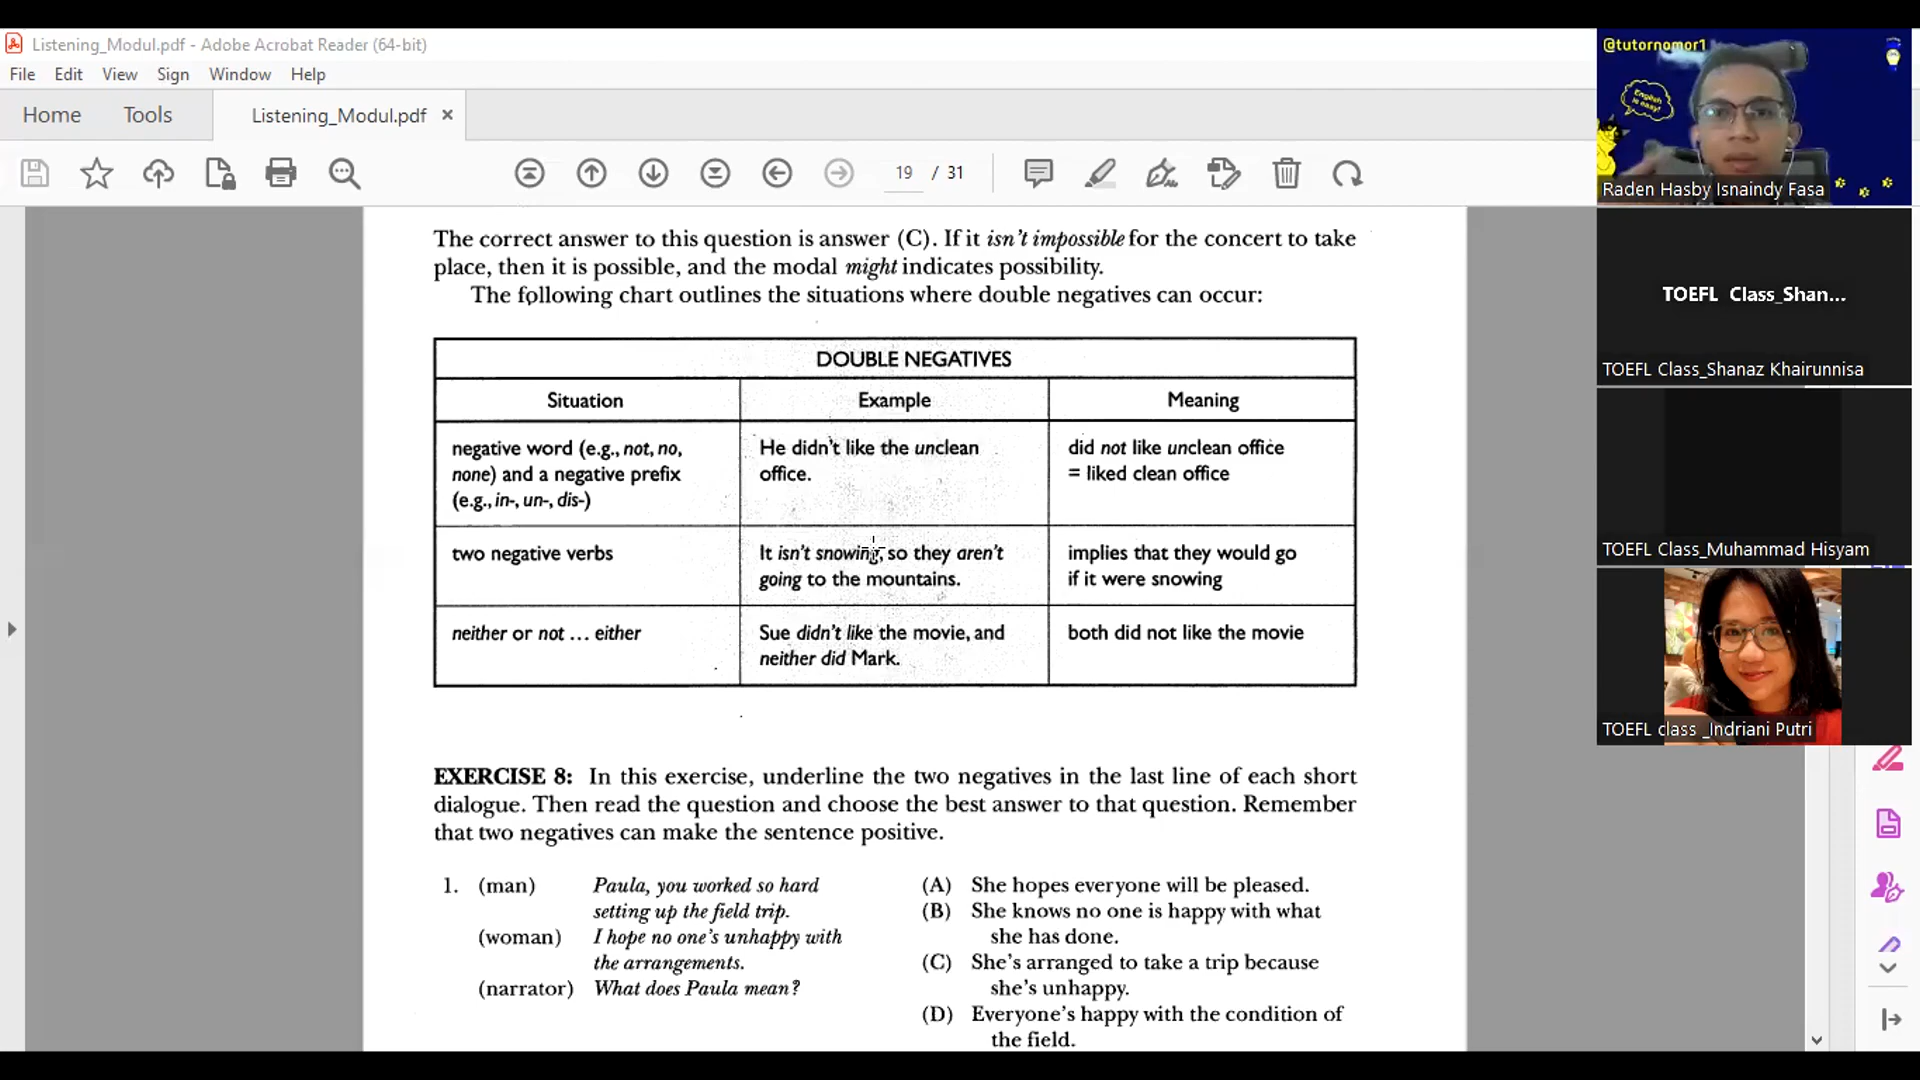 Listening_Modul.pdf - Adobe Acrobat Reader (64-bit)
File Edit View Sign Window Help
Home Tools Listening_Modul.pdf ×
19 / 31
The correct answer to this question is answer (C). If it isn't impossible for the concert to take
place, then it is possible, and the modal might indicates possibility.
The following chart outlines the situations where double negatives can occur:
DOUBLE NEGATIVES
Situation Example Meaning
negative word (e.g., not, no,
none) and a negative prefix
(e.g., in-, un-, dis-)
He didn't like the unclean
office.
did not like unclean office
= liked clean office
two negative verbs
It isn't snowing, so they aren't
going to the mountains.
implies that they would go
if it were snowing
neither or not ... either
Sue didn't like the movie, and
neither did Mark.
both did not like the movie
EXERCISE 8: In this exercise, underline the two negatives in the last line of each short
dialogue. Then read the question and choose the best answer to that question. Remember
that two negatives can make the sentence positive.
1. (man) Paula, you worked so hard
setting up the field trip.
(woman) I hope no one's unhappy with
the arrangements.
(narrator) What does Paula mean?
(A) She hopes everyone will be pleased.
(B) She knows no one is happy with what
she has done.
(C) She's arranged to take a trip because
she's unhappy.
(D) Everyone's happy with the condition of
the field.
@tutornomor1
English
is easy!
Raden Hasby Isnaindy Fasa
TOEFL Class_Shan...
TOEFL Class_Shanaz Khairunnisa
TOEFL Class_Muhammad Hisyam
TOEFL class _Indriani Putri